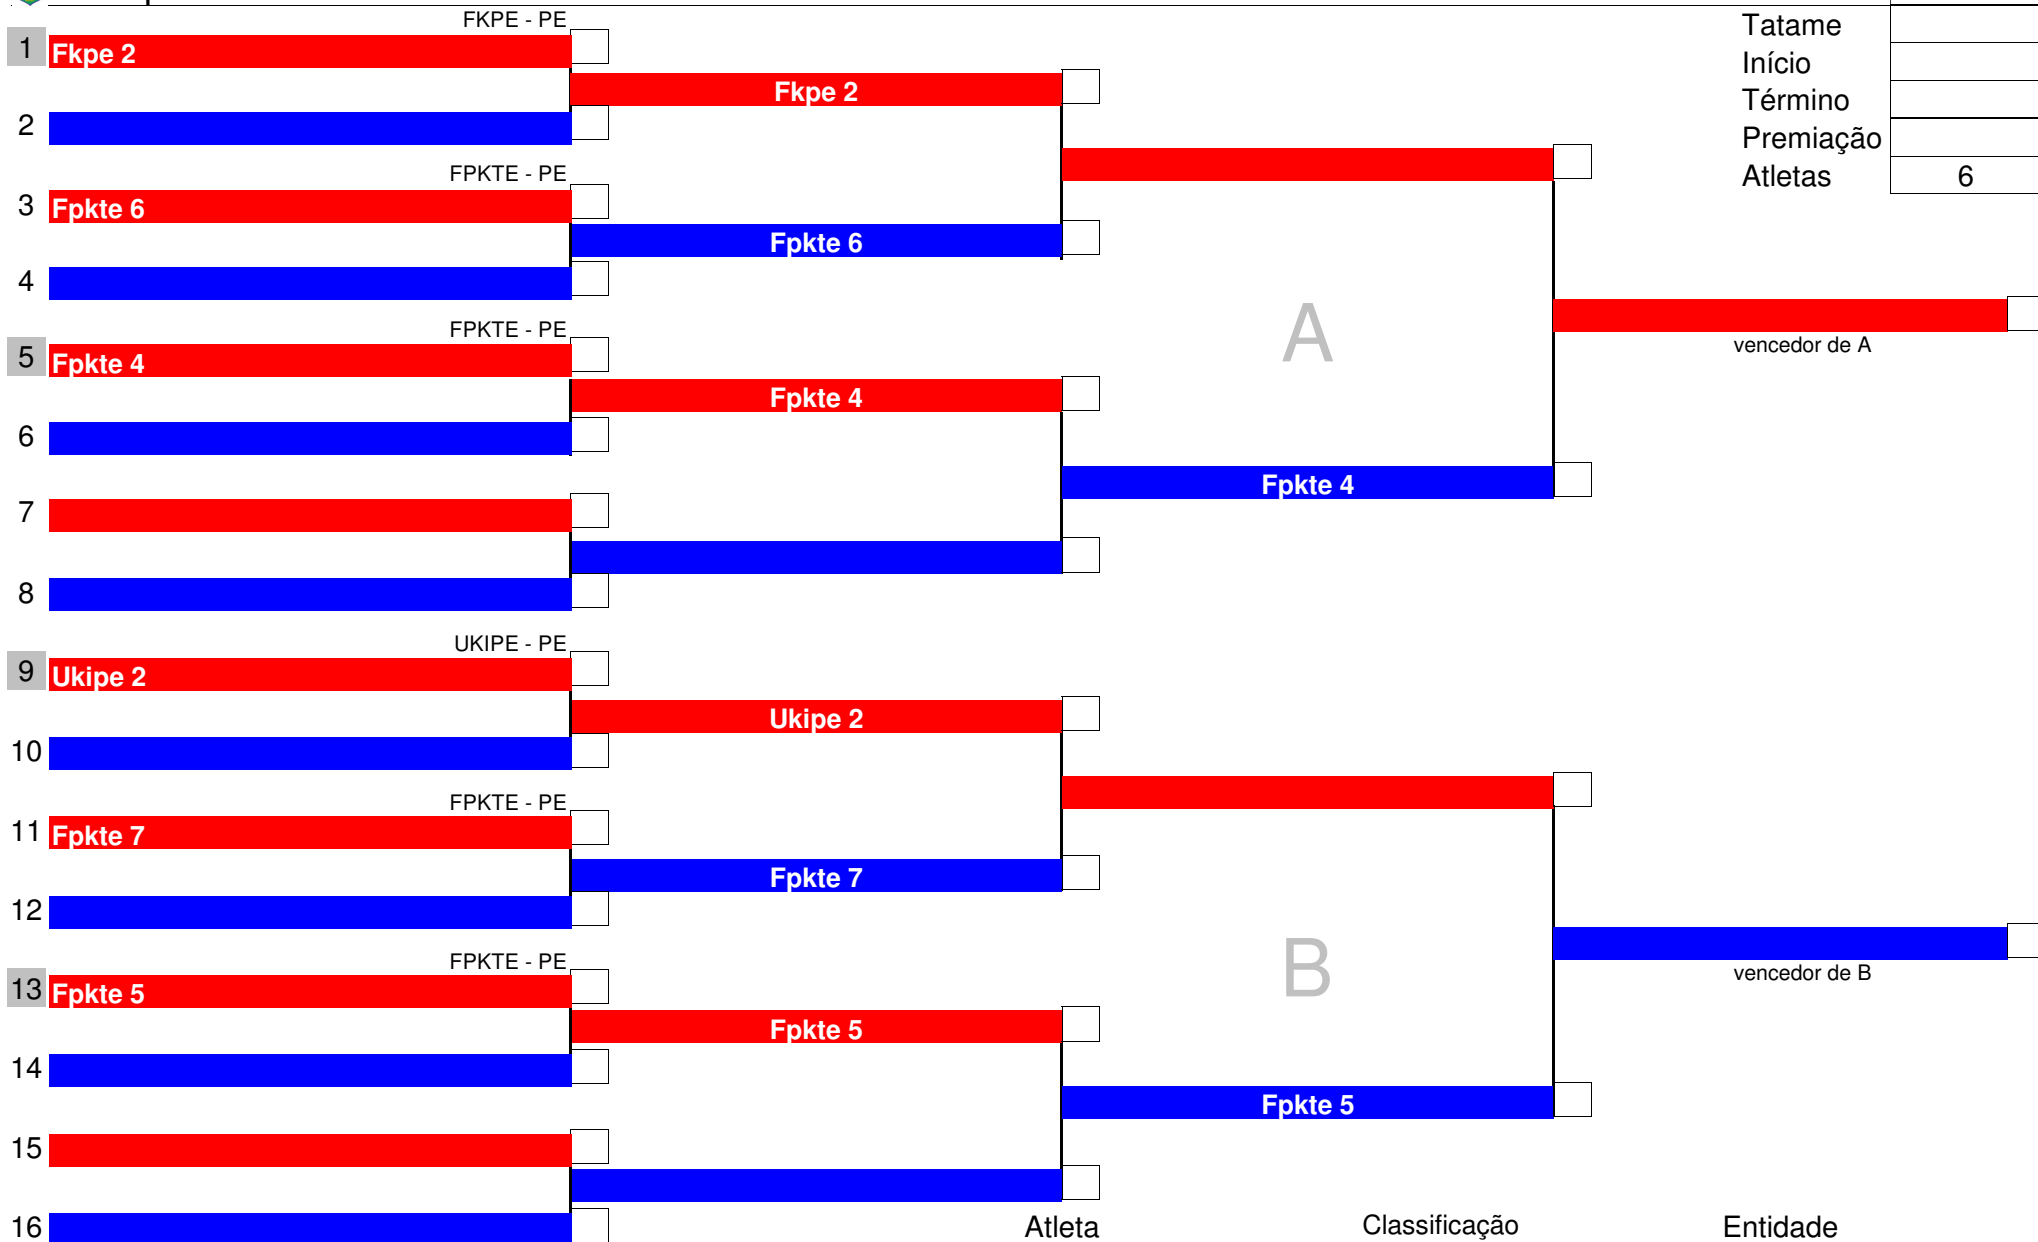 FKPE - PE
Tatame
1 Fkpe 2
Início
Fkpe 2
Término
2
Premiação
FPKTE - PE
Atletas 6
3 Fpkte 6
Fpkte 6
4
A
FPKTE - PE
vencedor de A
5 Fpkte 4
Fpkte 4
6
Fpkte 4
7
8
UKIPE - PE
9 Ukipe 2
Ukipe 2
10
FPKTE - PE
11 Fpkte 7
Fpkte 7
12
B
FPKTE - PE
vencedor de B
13 Fpkte 5
Fpkte 5
14
Fpkte 5
15
16
Atleta Classificação Entidade